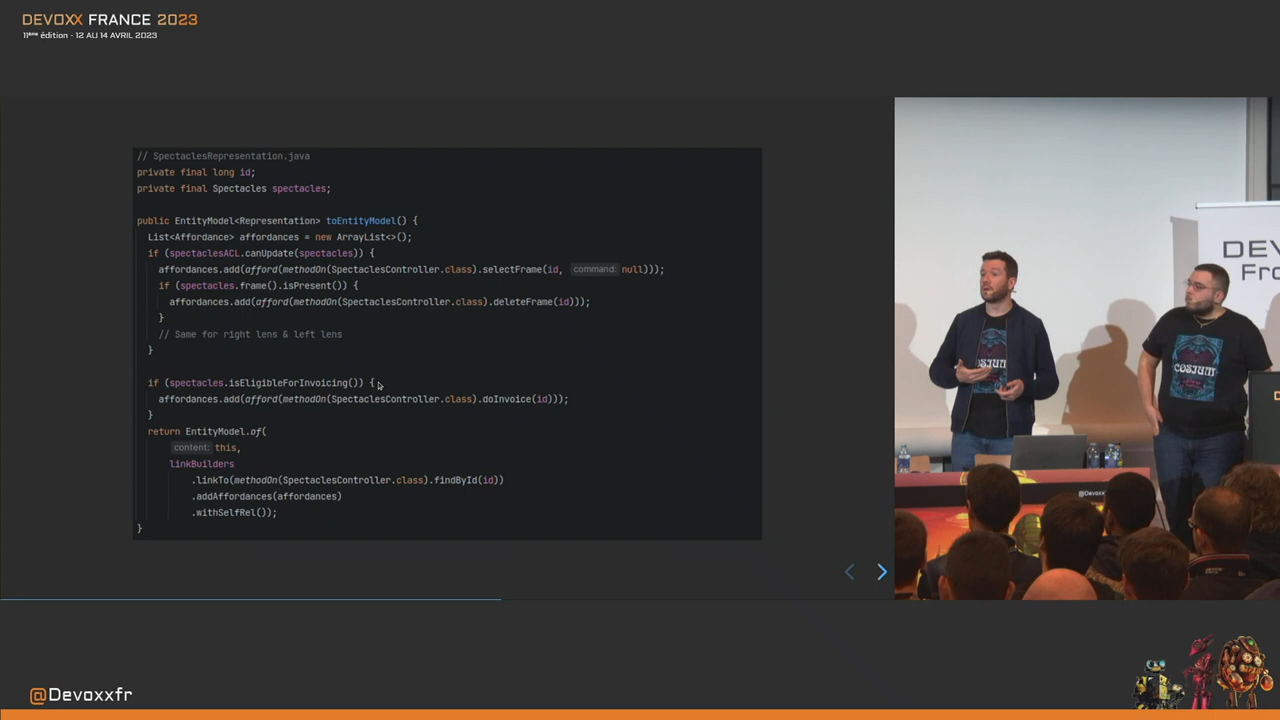 DEVOXX FRANCE 2023
11ème édition - 12 AU 14 AVRIL 2023
// SpectaclesRepresentation.java
private final long id;
private final Spectacles spectacles;
public EntityModel<Representation> toEntityModel() {
List<Affordance> affordances = new ArrayList<>();
if (spectaclesACL.canUpdate(spectacles)) {
affordances.add(afford(methodOn(SpectaclesController.class).selectFrame(id, command: null)));
if (spectacles.frame().isPresent()) {
affordances.add(afford(methodOn(SpectaclesController.class).deleteFrame(id)));
}
// Same for right lens & left lens
}
if (spectacles.isEligibleForInvoicing()) {
affordances.add(afford(methodOn(SpectaclesController.class).doInvoice(id)));
}
return EntityModel.of(
content: this,
linkBuilders
.linkTo(methodOn(SpectaclesController.class).findById(id))
.addAffordances(affordances)
.withSelfRel());
}
DEV
Fra
COSIUM
@Devoxx
@Devoxxfr